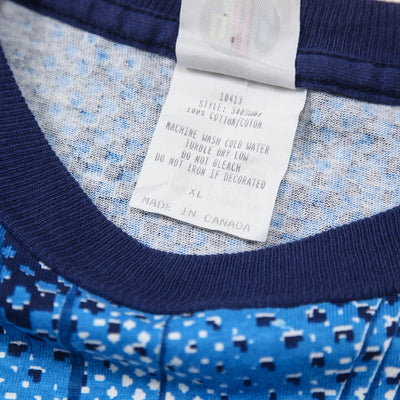 10413
STYLE: 340SWPF
100% COTTON/COTON
MACHINE WASH COLD WATER
TUMBLE DRY LOW
DO NOT BLEACH
DO NOT IRON IF DECORATED
XL
MADE IN CANADA